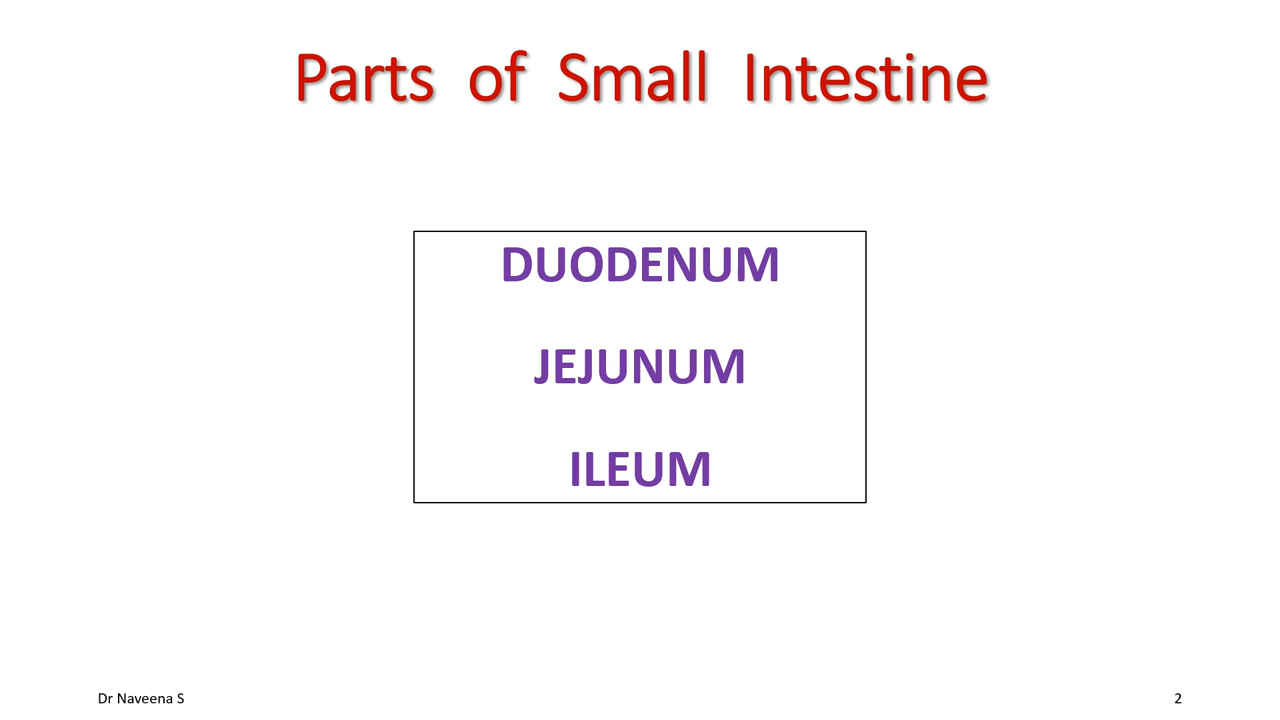 Parts of Small Intestine
DUODENUM
JEJUNUM
ILEUM
Dr Naveena S
2